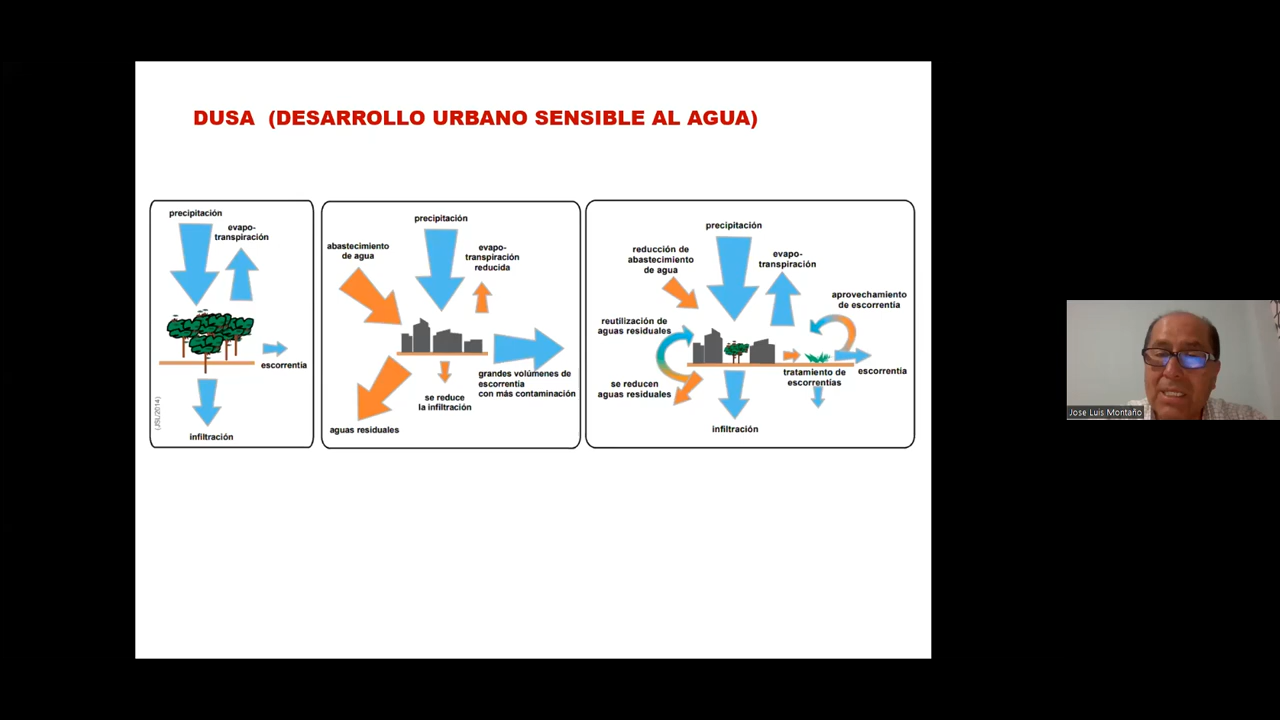 DUSA (DESARROLLO URBANO SENSIBLE AL AGUA)
precipitación
evapo-
transpiración
escorrentía
infiltración
(JSL/2014)
precipitación
abastecimiento
de agua
evapo-
transpiración
reducida
grandes volúmenes de
escorrentía
con más contaminación
se reduce
la infiltración
aguas residuales
precipitación
reducción de
abastecimiento
de agua
evapo-
transpiración
aprovechamiento
de escorrentía
reutilización de
aguas residuales
tratamiento de
escorrentías
escorrentía
se reducen
aguas residuales
infiltración
Jose Luis Montaño